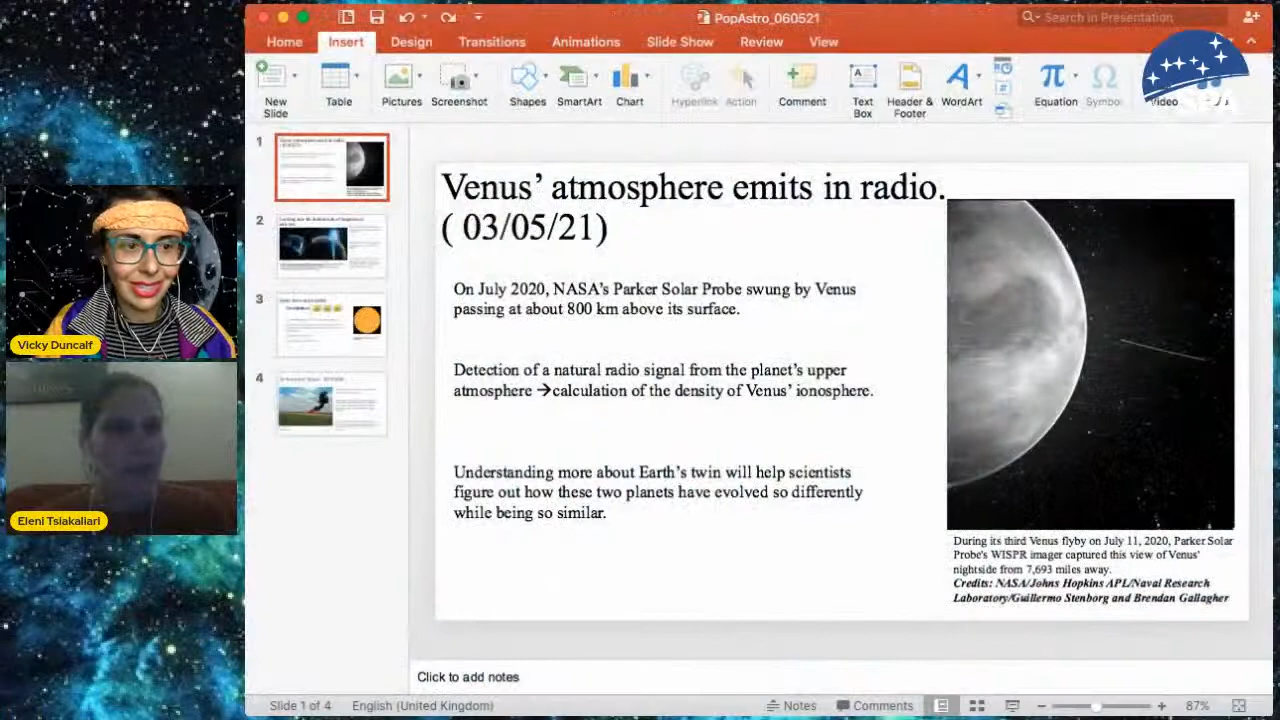 PopAstro_060521
Search in Presentation
Home Insert Design Transitions Animations Slide Show Review View
New
Slide
Table
Pictures
Screenshot
Shapes
SmartArt
Chart
Hyperlink
Action
Comment
Text
Box
Header &
Footer
WordArt
Equation
Symbol
Video
1
2
3
4
Venus’ atmosphere emits in radio.
( 03/05/21)
On July 2020, NASA’s Parker Solar Probe swung by Venus
passing at about 800 km above its surface.
Detection of a natural radio signal from the planet’s upper
atmosphere →calculation of the density of Venus’ ionosphere.
Understanding more about Earth’s twin will help scientists
figure out how these two planets have evolved so differently
while being so similar.
During its third Venus flyby on July 11, 2020, Parker Solar
Probe's WISPR imager captured this view of Venus'
nightside from 7,693 miles away.
Credits: NASA/Johns Hopkins APL/Naval Research
Laboratory/Guillermo Stenborg and Brendan Gallagher
Vicky Duncalf
Eleni Tsiakaliari
Click to add notes
Slide 1 of 4 English (United Kingdom) Notes Comments 87%